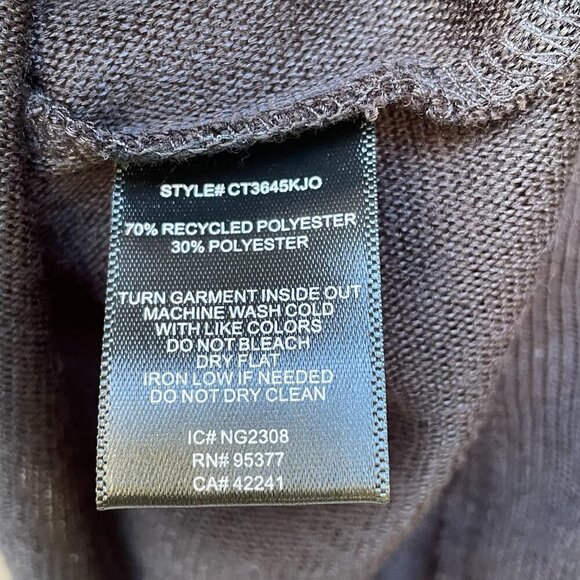 STYLE# CT3645KJO
70% RECYCLED POLYESTER
30% POLYESTER
TURN GARMENT INSIDE OUT
MACHINE WASH COLD
WITH LIKE COLORS
DO NOT BLEACH
DRY FLAT
IRON LOW IF NEEDED
DO NOT DRY CLEAN
IC# NG2308
RN# 95377
CA# 42241